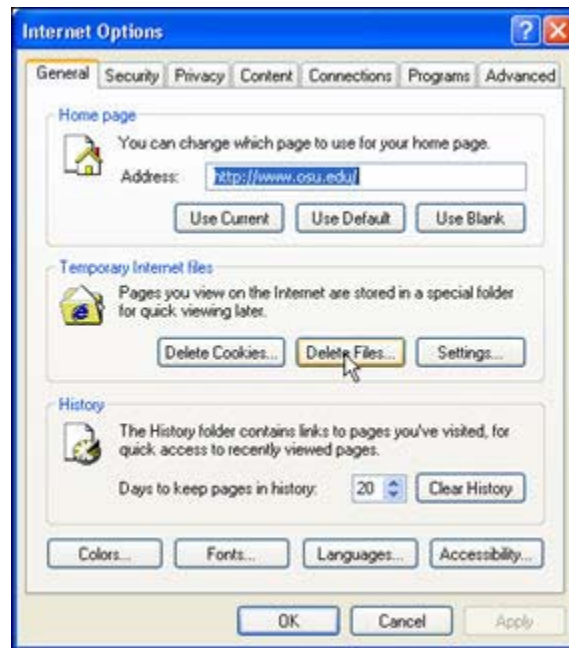 Internet Options
General Security Privacy Content Connections Programs Advanced
Home page
You can change which page to use for your home page.
Address: http://www.osu.edu/
Use Current Use Default Use Blank
Temporary Internet files
Pages you view on the Internet are stored in a special folder
for quick viewing later.
Delete Cookies... Delete Files... Settings...
History
The History folder contains links to pages you've visited, for
quick access to recently viewed pages.
Days to keep pages in history: 20 Clear History
Colors... Fonts... Languages... Accessibility...
OK Cancel Apply